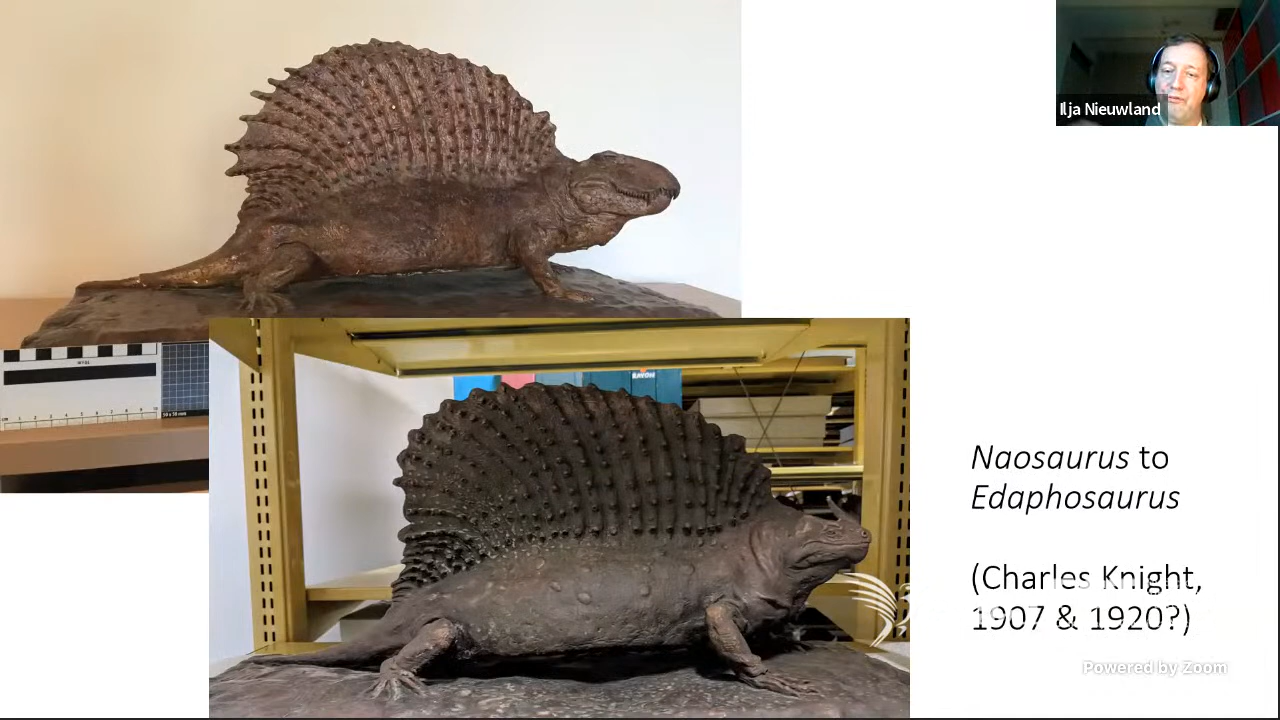 Ilja Nieuwland
Naosaurus to
Edaphosaurus
(Charles Knight,
1907 & 1920?)
Powered by Zoom